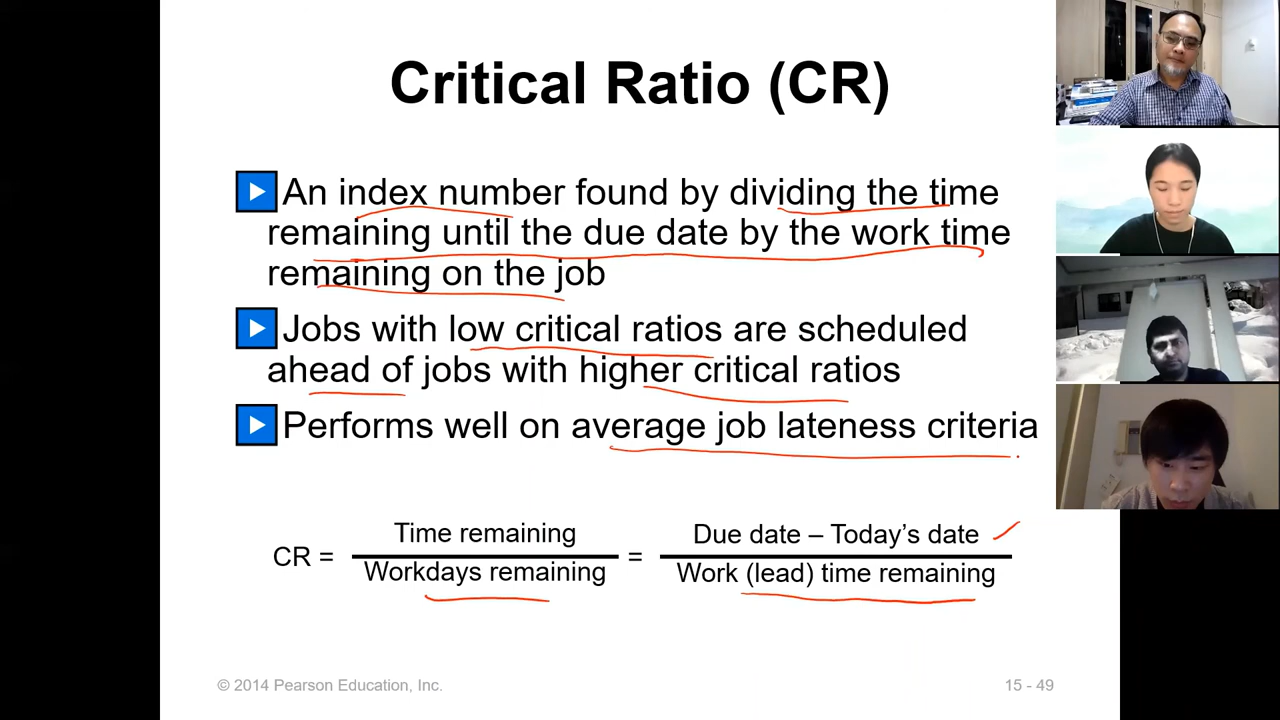 Critical Ratio (CR)
An index number found by dividing the time
remaining until the due date by the work time
remaining on the job
Jobs with low critical ratios are scheduled
ahead of jobs with higher critical ratios
Performs well on average job lateness criteria
CR = Time remaining / Workdays remaining = Due date – Today's date / Work (lead) time remaining
© 2014 Pearson Education, Inc.
15 - 49